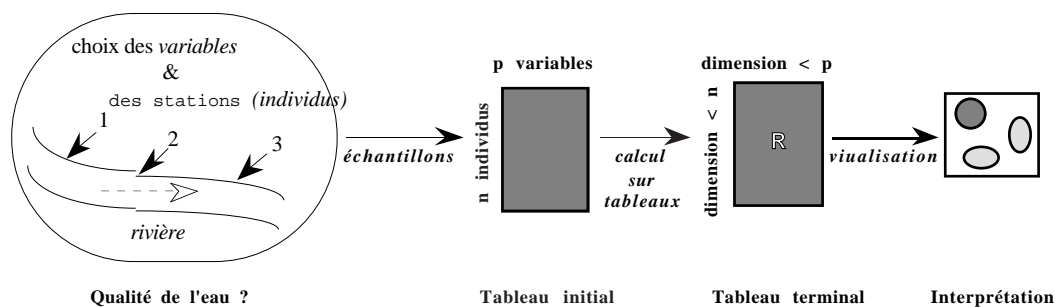 choix des variables
&
des stations (individus)
1
2
3
rivière
Qualité de l'eau ?
échantillons
p variables
n individus
Tableau initial
calcul
sur
tableaux
dimension < p
dimension < n
R
Tableau terminal
viualisation
Interprétation